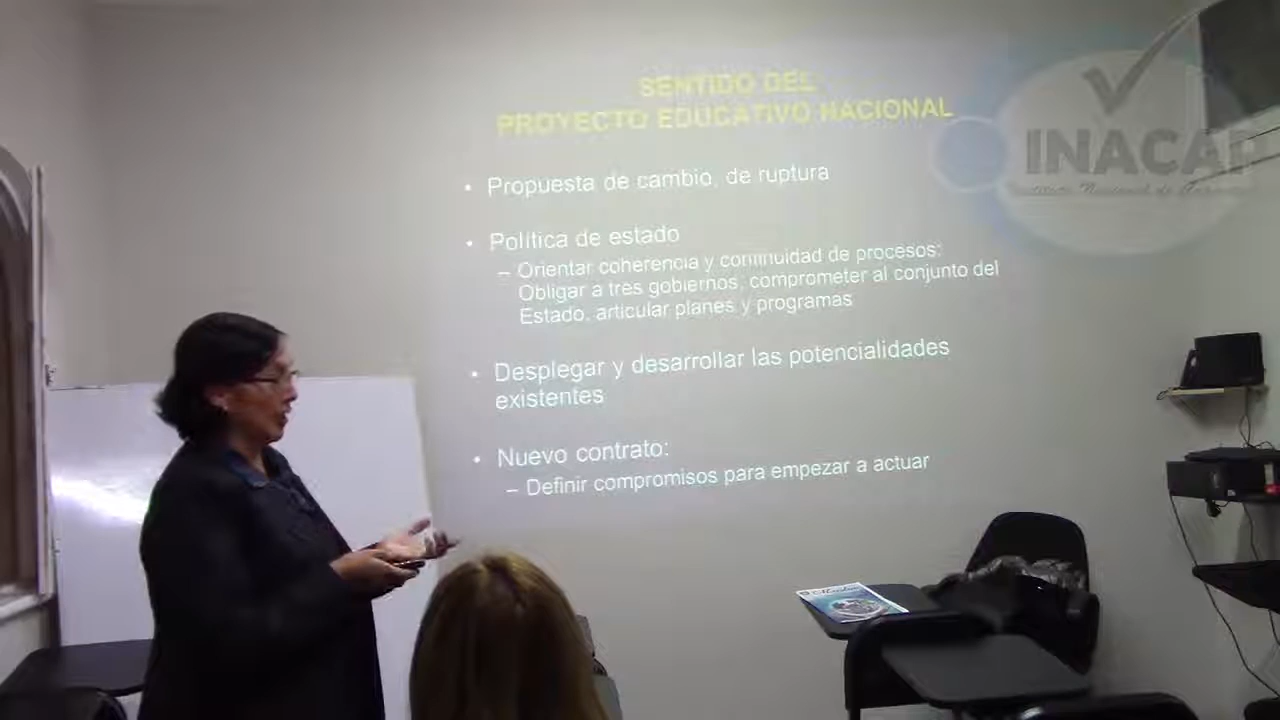 SENTIDO DEL
PROYECTO EDUCATIVO NACIONAL
INACAP
• Propuesta de cambio, de ruptura
• Política de estado
– Orientar coherencia y continuidad de procesos:
Obligar a tres gobiernos, comprometer al conjunto del
Estado, articular planes y programas
• Desplegar y desarrollar las potencialidades
existentes
• Nuevo contrato:
– Definir compromisos para empezar a actuar